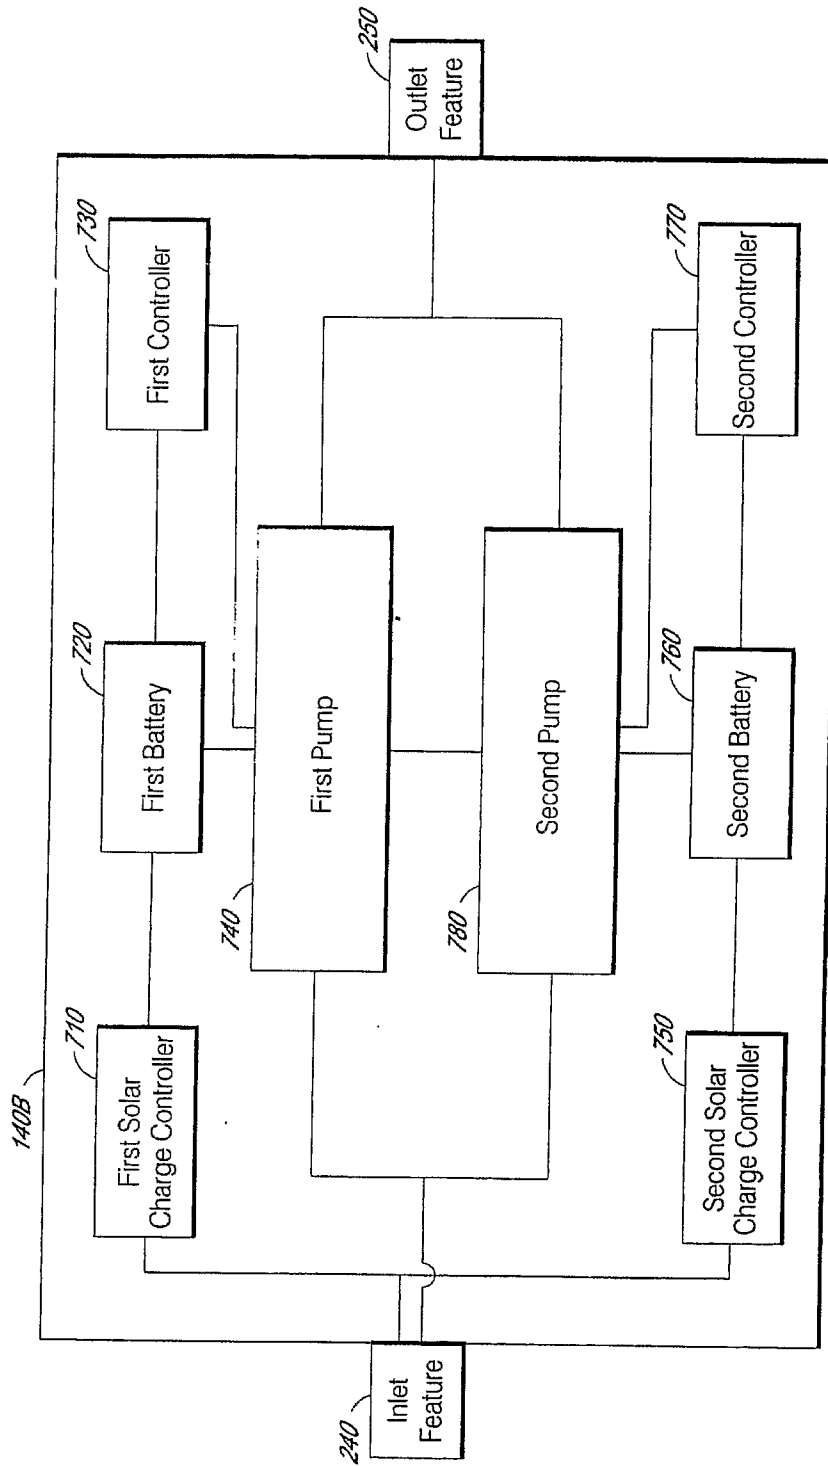 140B
710
First Solar
Charge Controller
720
First Battery
730
First Controller
740
First Pump
240
Inlet
Feature
250
Outlet
Feature
780
Second Pump
750
Second Solar
Charge Controller
760
Second Battery
770
Second Controller